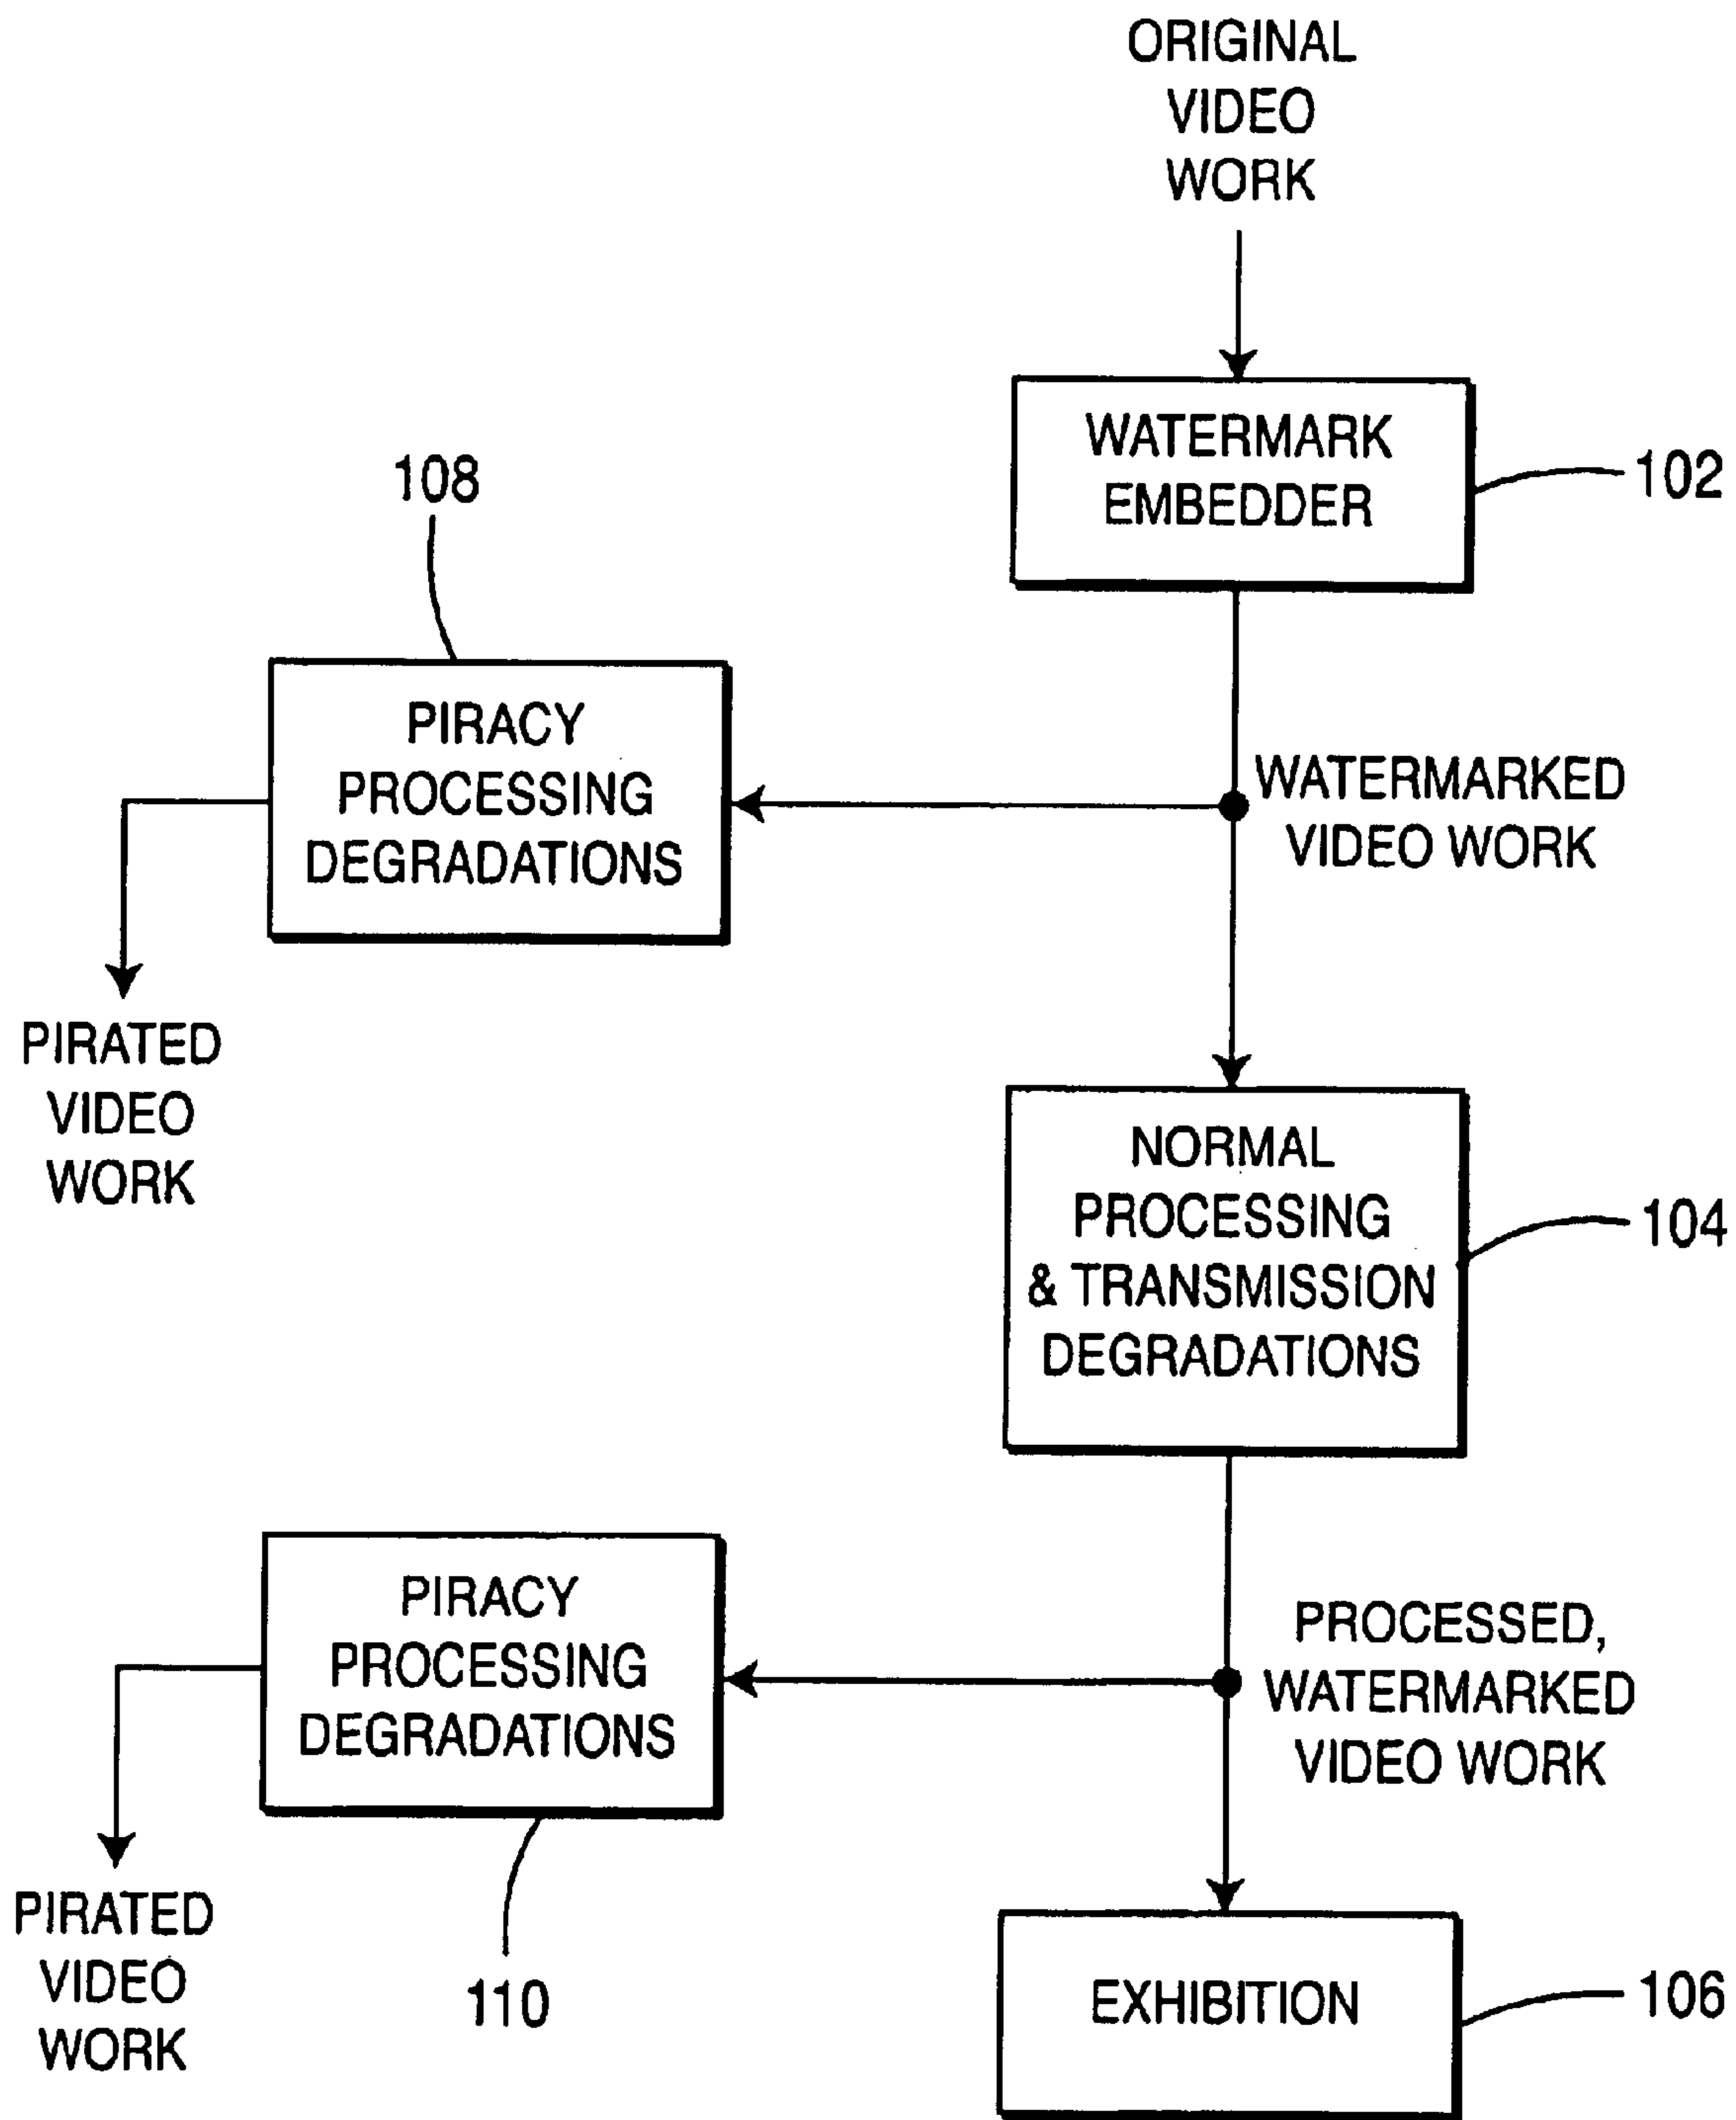 ORIGINAL
VIDEO
WORK
WATERMARK
EMBEDDER
102
108
PIRACY
PROCESSING
DEGRADATIONS
WATERMARKED
VIDEO WORK
PIRATED
VIDEO
WORK
NORMAL
PROCESSING
& TRANSMISSION
DEGRADATIONS
104
PIRACY
PROCESSING
DEGRADATIONS
PROCESSED,
WATERMARKED
VIDEO WORK
PIRATED
VIDEO
WORK
110
EXHIBITION
106